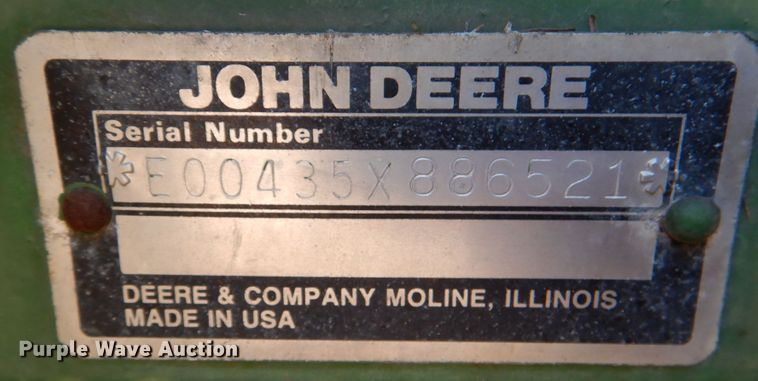 JOHN DEERE
Serial Number
*E00435X886521*
DEERE & COMPANY MOLINE, ILLINOIS
MADE IN USA
Purple Wave Auction